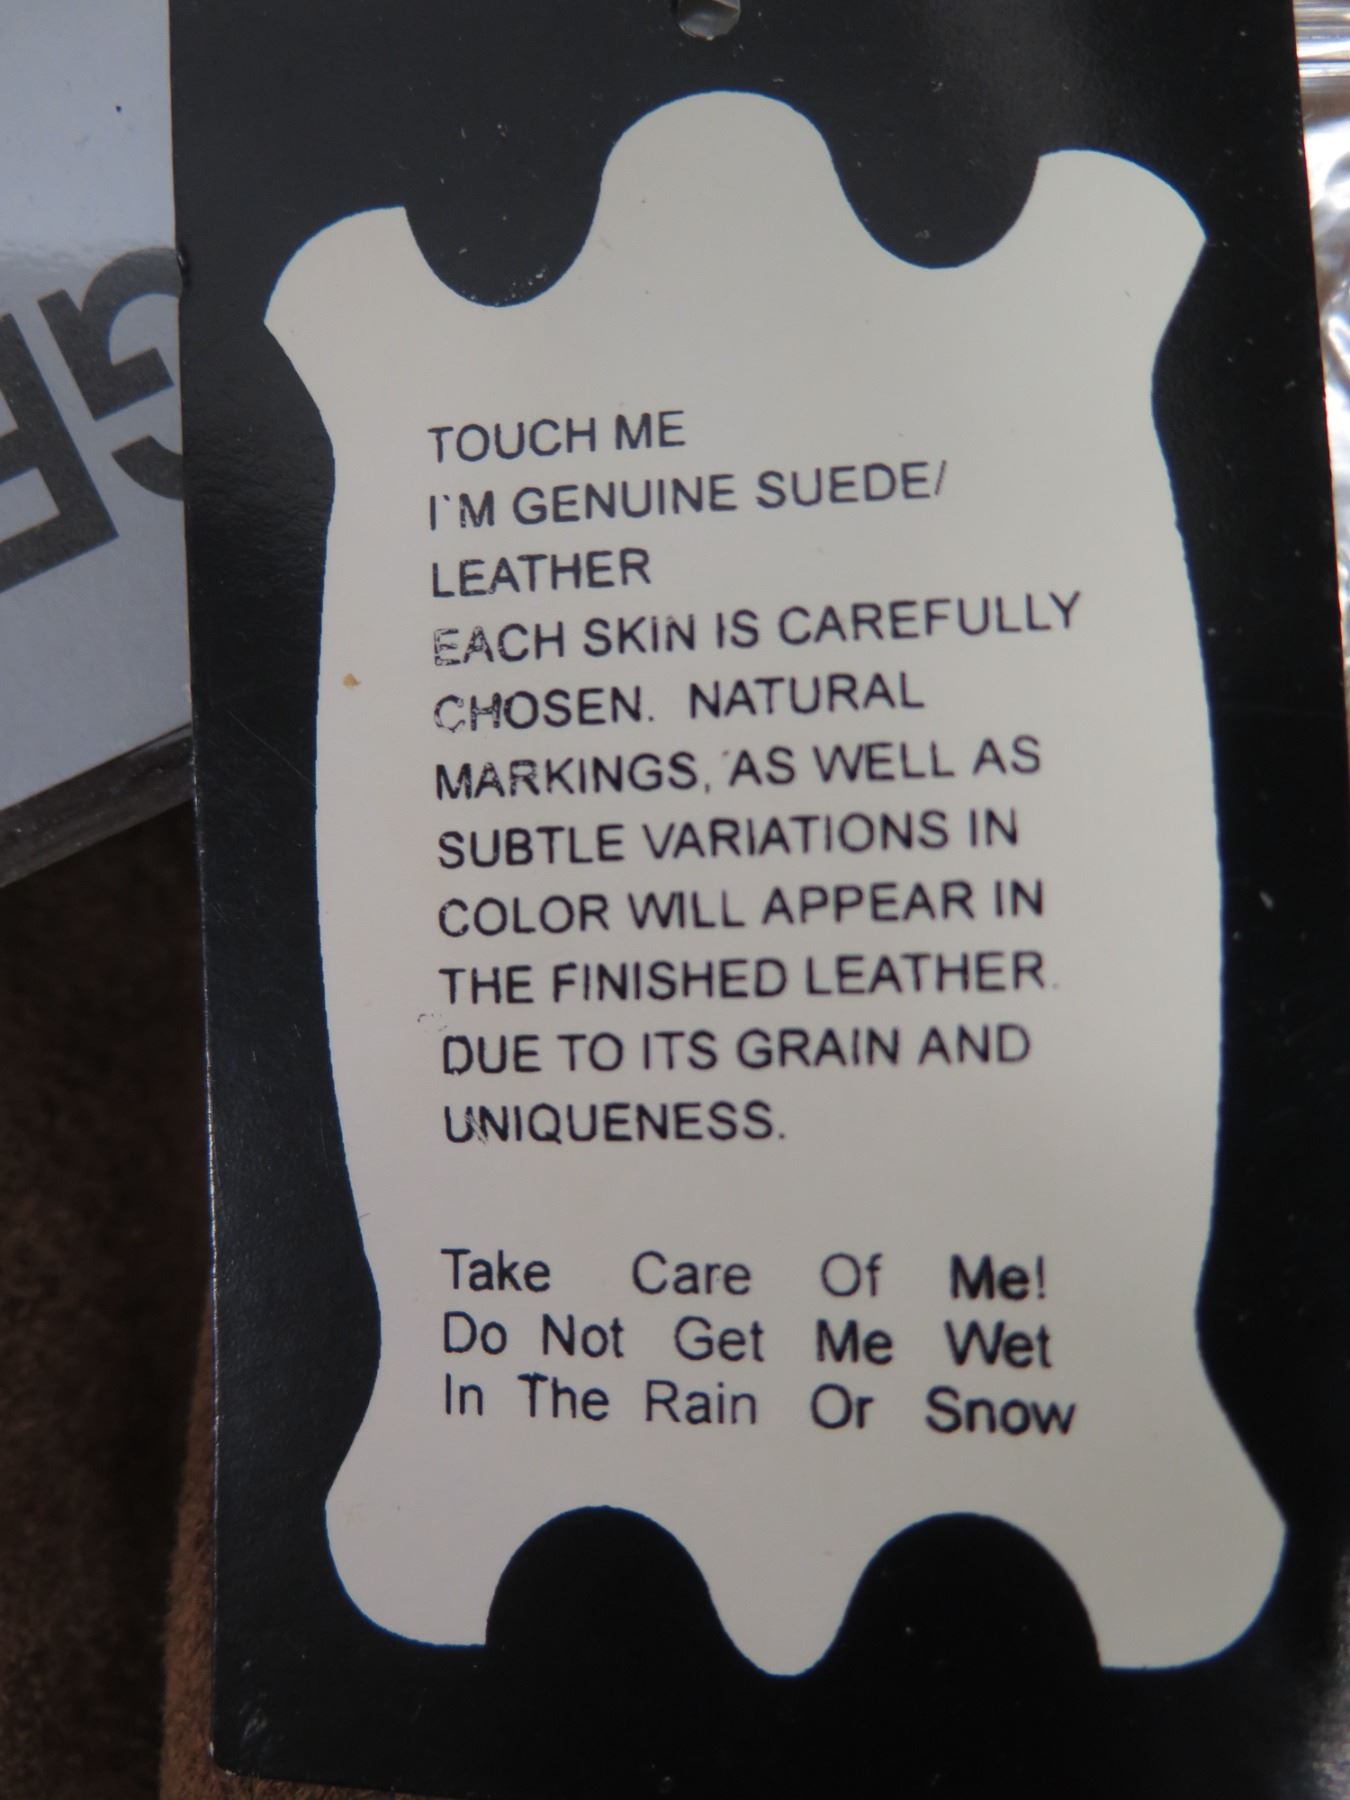 TOUCH ME
I`M GENUINE SUEDE/
LEATHER
EACH SKIN IS CAREFULLY
CHOSEN. NATURAL
MARKINGS, AS WELL AS
SUBTLE VARIATIONS IN
COLOR WILL APPEAR IN
THE FINISHED LEATHER.
DUE TO ITS GRAIN AND
UNIQUENESS.
Take Care Of Me!
Do Not Get Me Wet
In The Rain Or Snow